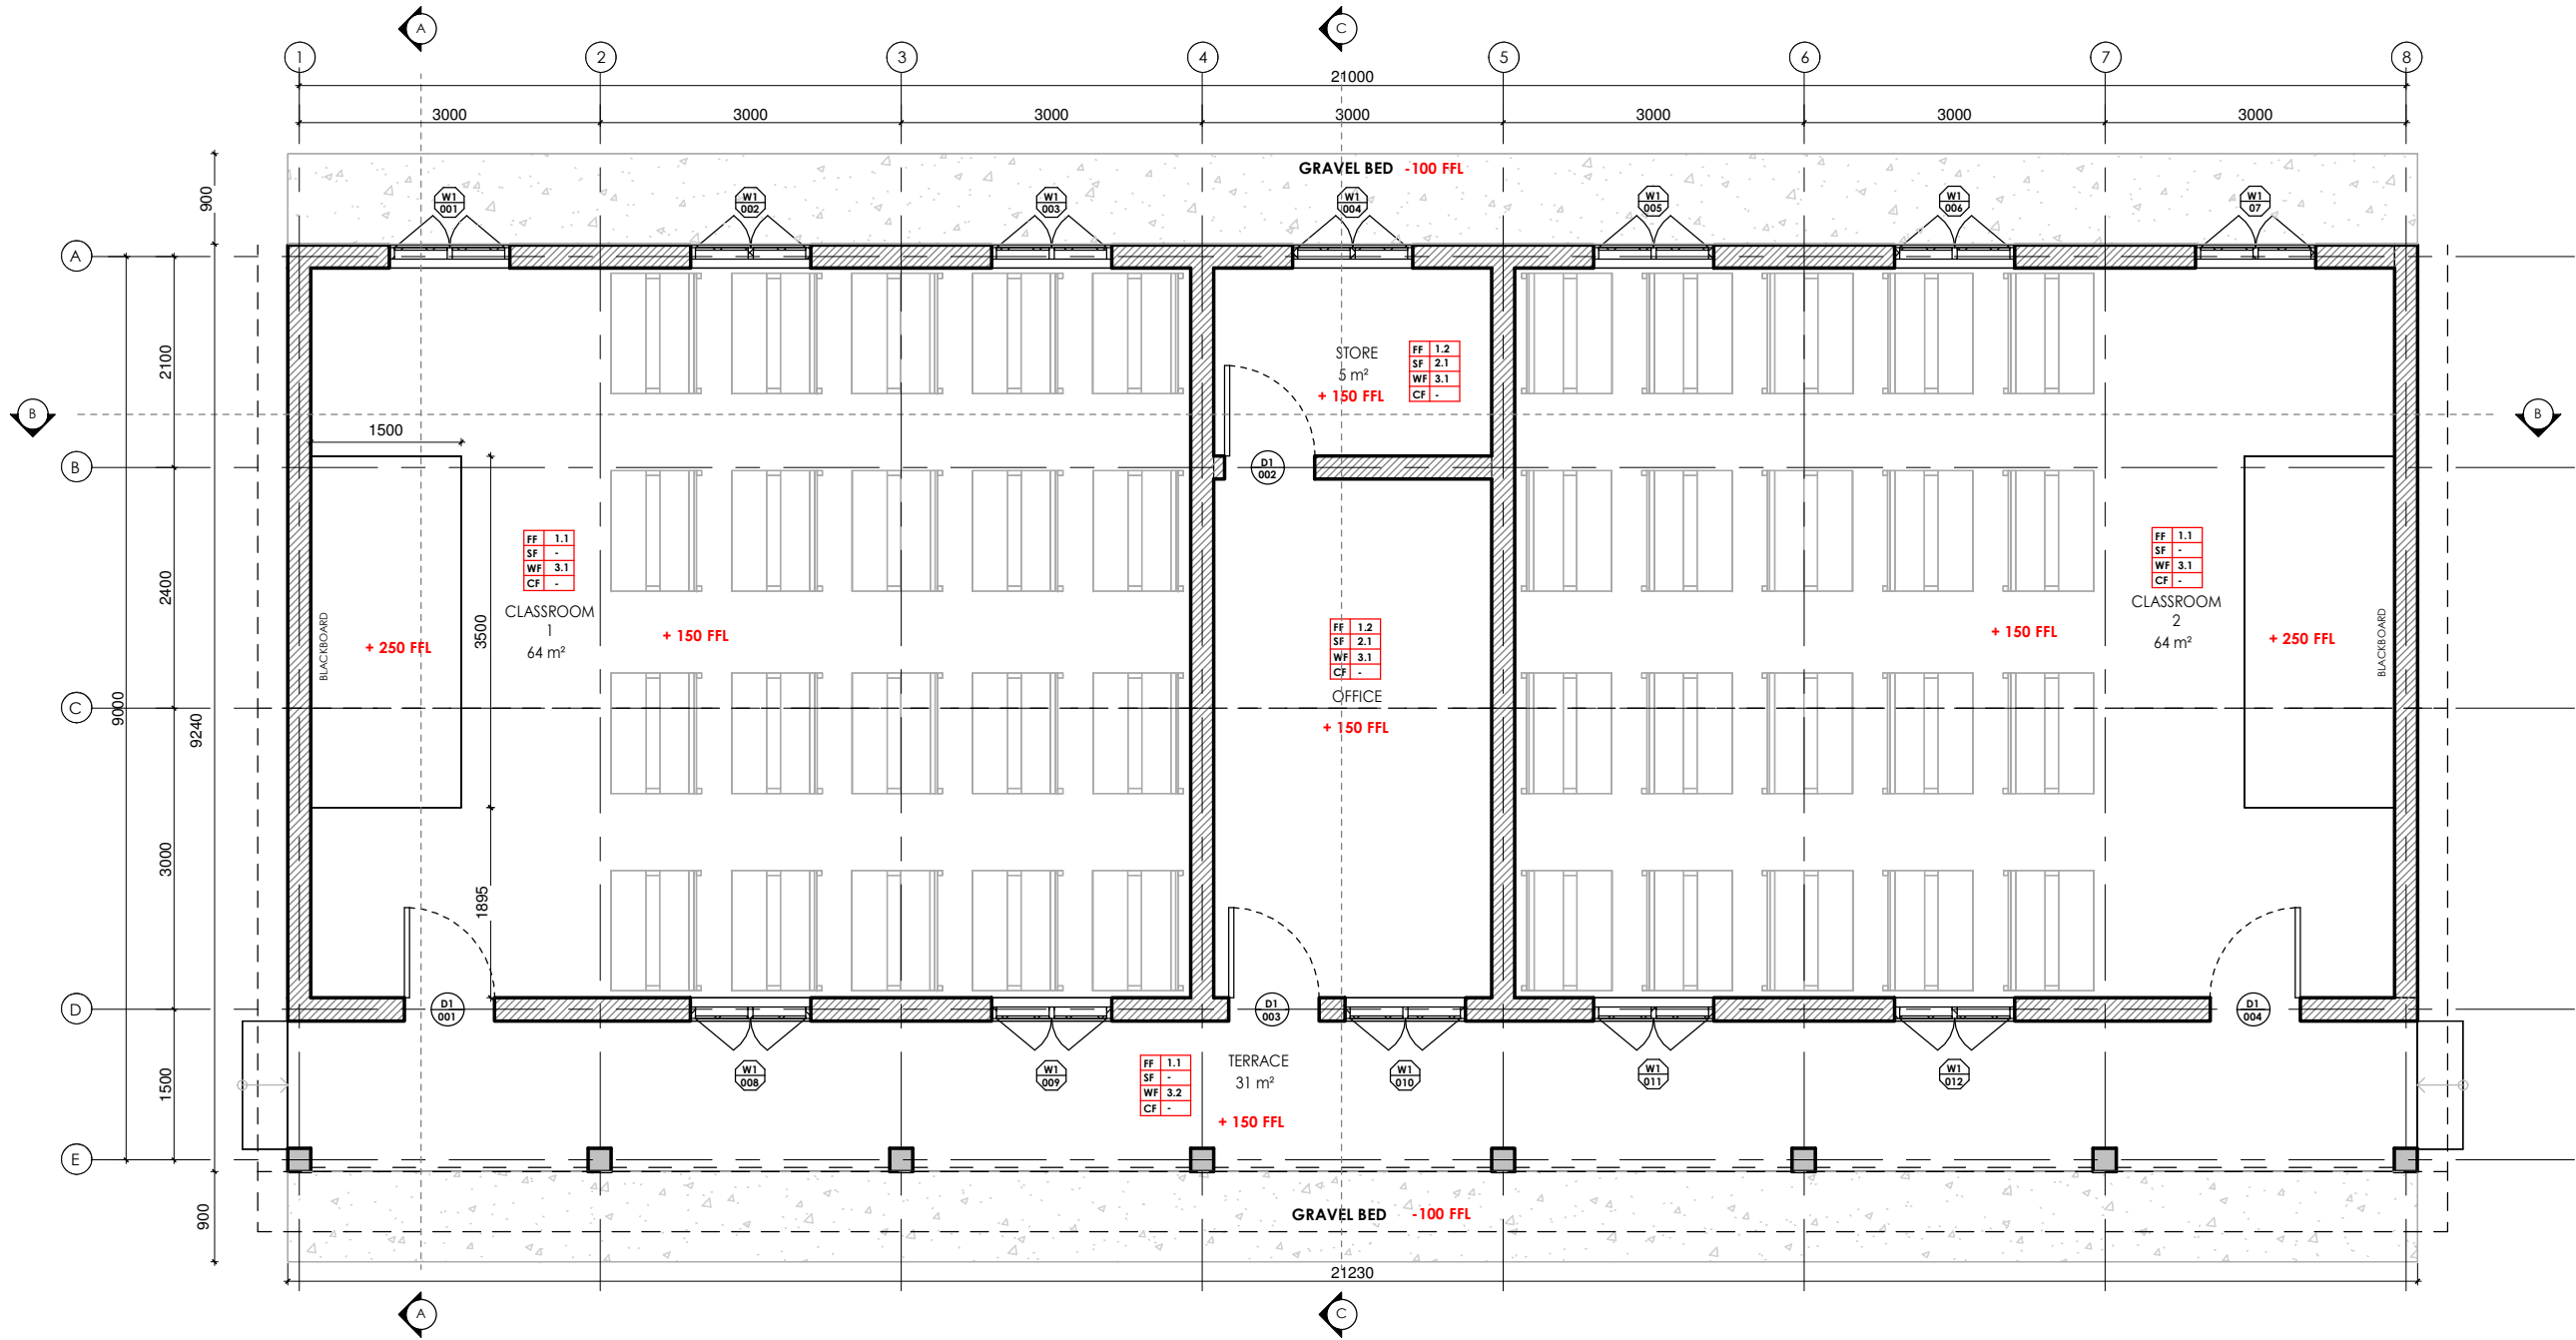 A
C
1
2
3
4
5
6
7
8
21000
3000
3000
3000
3000
3000
3000
3000
900
GRAVEL BED -100 FFL
W1 001
W1 002
W1 003
W1 004
W1 005
W1 006
W1 07
A
2100
STORE
5 m²
+ 150 FFL
FF 1.2
SF 2.1
WF 3.1
CF -
B
B
1500
B
D1 002
2400
FF 1.1
SF -
WF 3.1
CF -
CLASSROOM
1
64 m²
BLACKBOARD
+ 250 FFL
3500
+ 150 FFL
FF 1.2
SF 2.1
WF 3.1
CF -
OFFICE
+ 150 FFL
FF 1.1
SF -
WF 3.1
CF -
CLASSROOM
2
64 m²
+ 150 FFL
+ 250 FFL
BLACKBOARD
C
9000
9240
3000
1895
D
D1 001
D1 003
D1 004
1500
W1 008
W1 009
W1 010
W1 011
W1 012
FF 1.1
SF -
WF 3.2
CF -
TERRACE
31 m²
+ 150 FFL
E
900
GRAVEL BED -100 FFL
21230
A
C